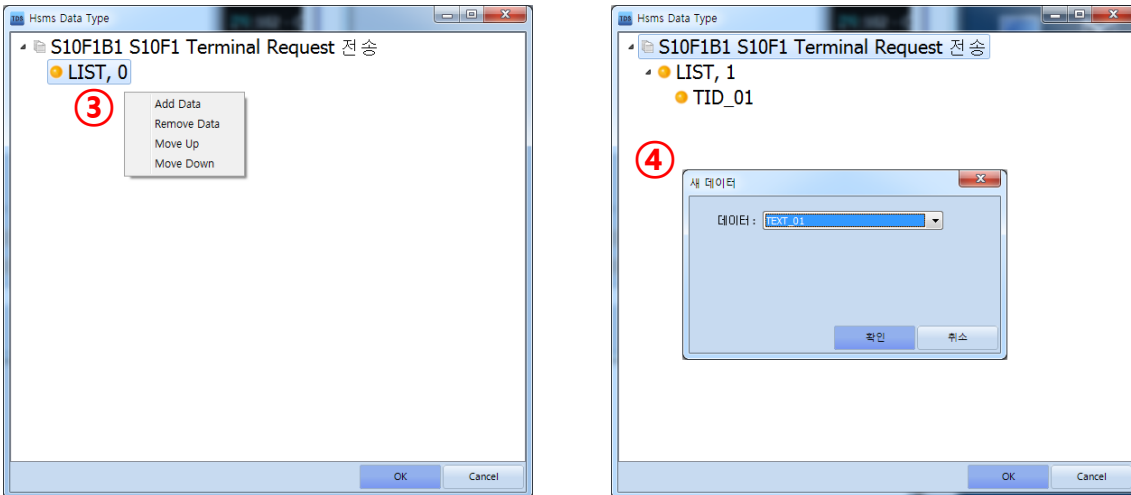 TDS Hsms Data Type
S10F1B1 S10F1 Terminal Request 전송
LIST, 0
③
Add Data
Remove Data
Move Up
Move Down
OK
Cancel
TDS Hsms Data Type
S10F1B1 S10F1 Terminal Request 전송
LIST, 1
TID_01
④
새 데이터
데이터 :
TEXT_01
확인
취소
OK
Cancel